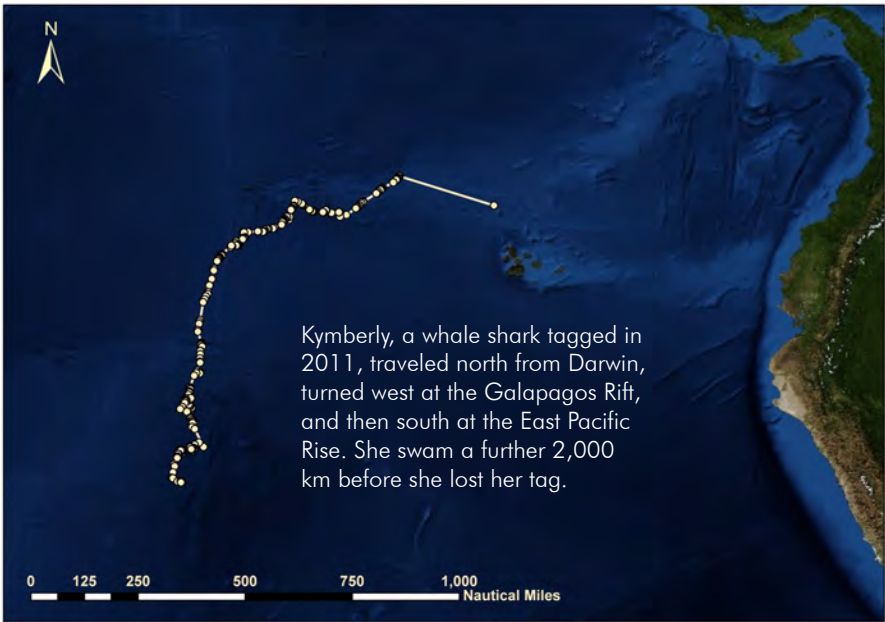 N
Kymberly, a whale shark tagged in
2011, traveled north from Darwin,
turned west at the Galapagos Rift,
and then south at the East Pacific
Rise. She swam a further 2,000
km before she lost her tag.
0 125 250 500 750 1,000
Nautical Miles